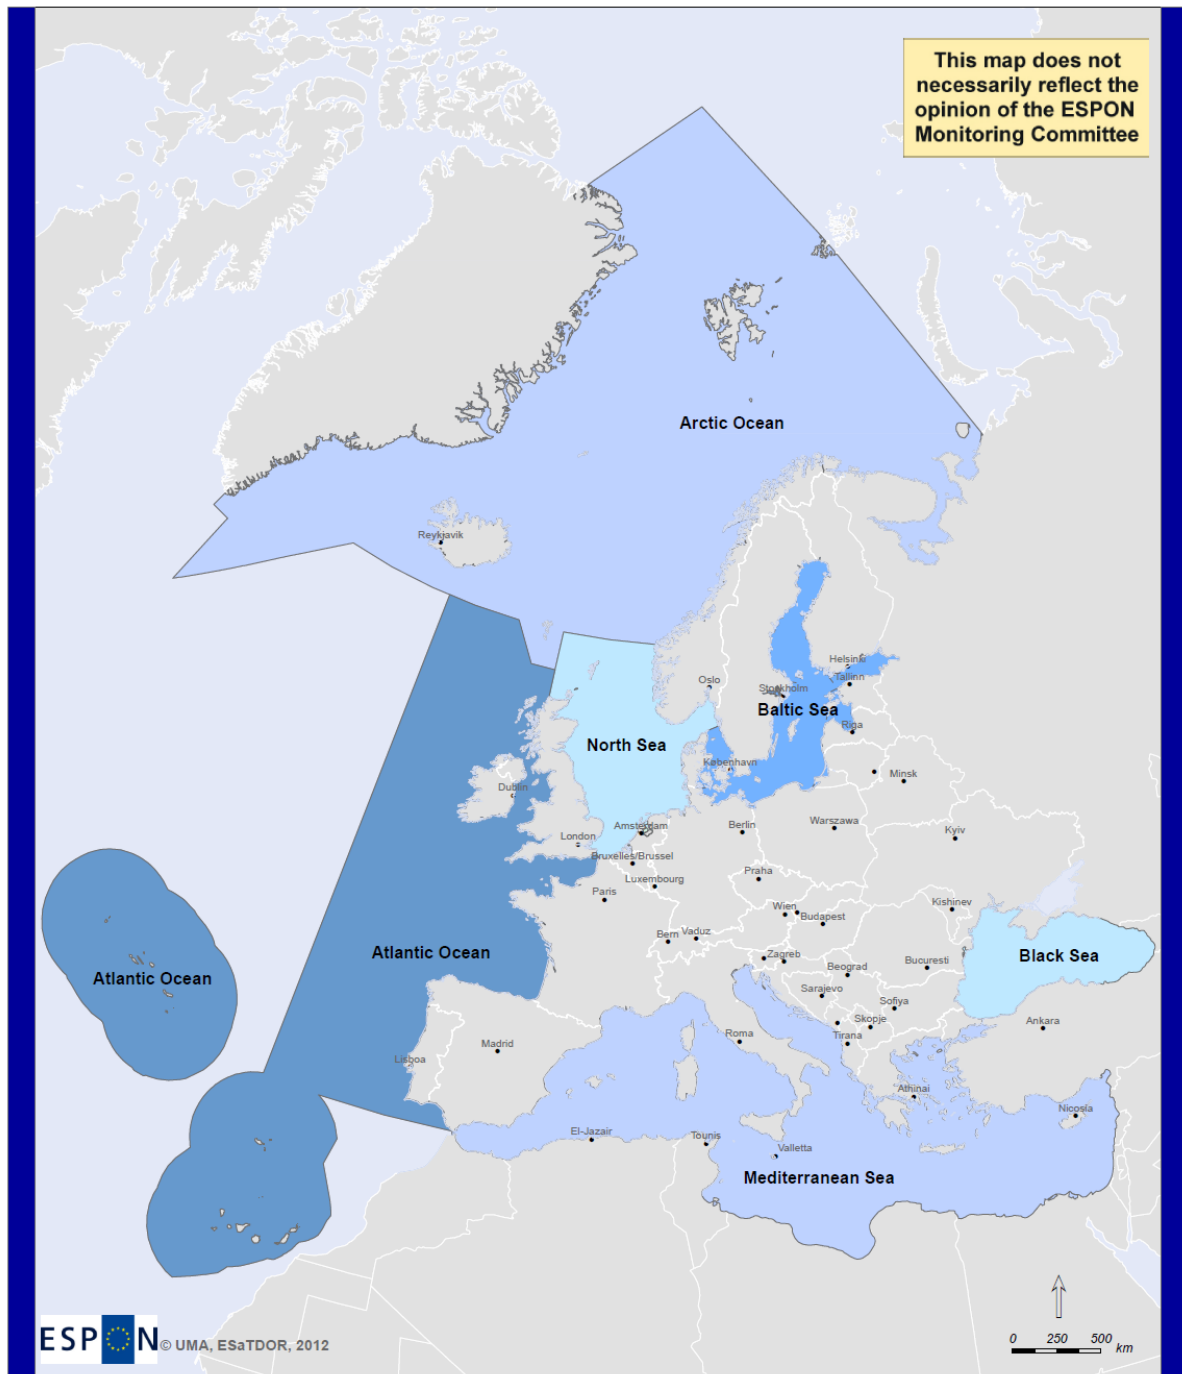 This map does not
necessarily reflect the
opinion of the ESPON
Monitoring Committee
Arctic Ocean
Reykjavik
Helsinki
Oslo
Tallinn
Stockholm
Baltic Sea
Riga
North Sea
København
Minsk
Dublin
Amsterdam
Berlin
Warszawa
London
Kyiv
Bruxelles/Brussel
Praha
Luxembourg
Paris
Kishinev
Wien
Budapest
Bern
Vaduz
Atlantic Ocean
Zagreb
Black Sea
Bucuresti
Beograd
Atlantic Ocean
Sarajevo
Sofiya
Skopje
Ankara
Roma
Tirana
Madrid
Lisboa
Athinai
Nicosia
El-Jazair
Tounis
Valletta
Mediterranean Sea
ESPON
© UMA, ESaTDOR, 2012
0 250 500
km